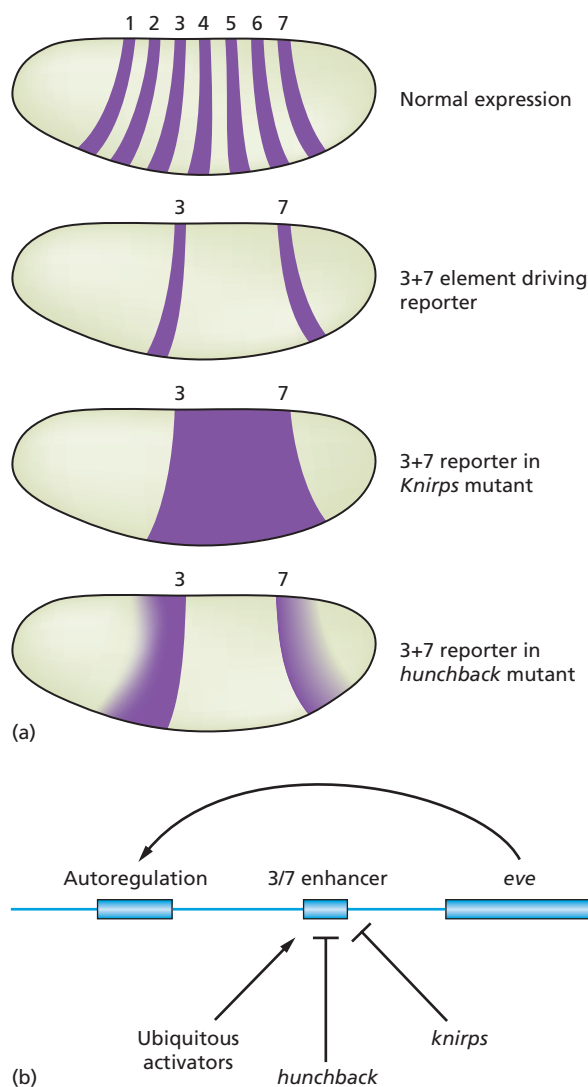 1 2 3 4 5 6 7
Normal expression
3 7
3+7 element driving
reporter
3 7
3+7 reporter in
Knirps mutant
3 7
3+7 reporter in
hunchback mutant
(a)
Autoregulation 3/7 enhancer eve
Ubiquitous
activators
hunchback
knirps
(b)